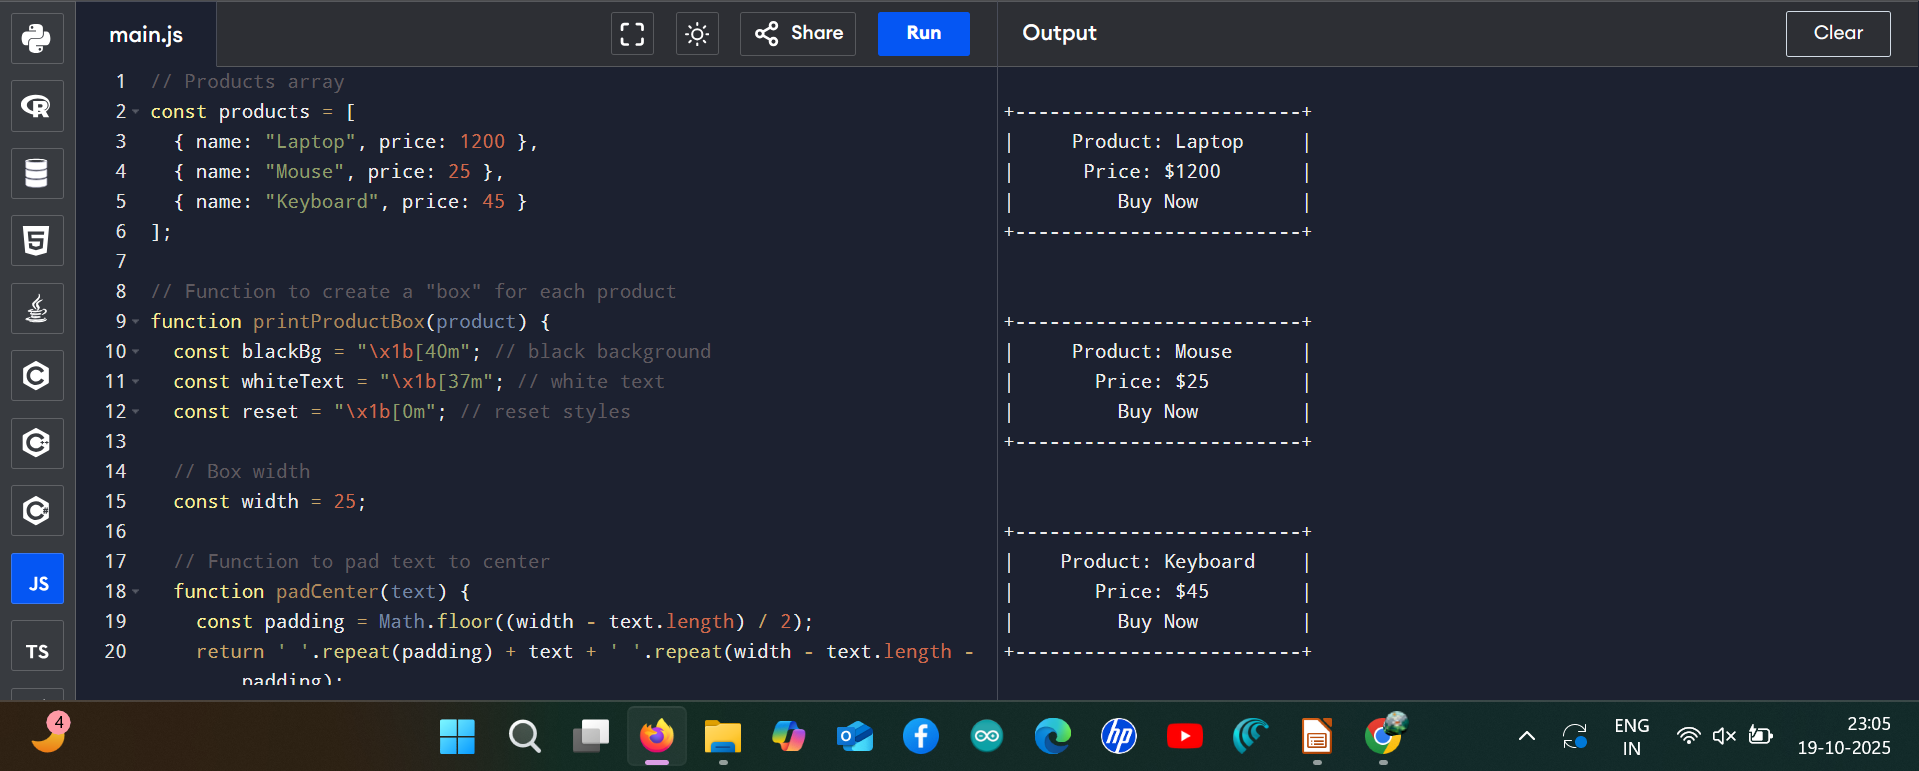 main.js
Share
Run
Output
Clear
1 // Products array
2 const products = [
3 { name: "Laptop", price: 1200 },
4 { name: "Mouse", price: 25 },
5 { name: "Keyboard", price: 45 }
6 ];
7
8 // Function to create a "box" for each product
9 function printProductBox(product) {
10 const blackBg = "\x1b[40m"; // black background
11 const whiteText = "\x1b[37m"; // white text
12 const reset = "\x1b[0m"; // reset styles
13
14 // Box width
15 const width = 25;
16
17 // Function to pad text to center
18 function padCenter(text) {
19 const padding = Math.floor((width - text.length) / 2);
20 return ' '.repeat(padding) + text + ' '.repeat(width - text.length -
padding);
+-------------------------+
|     Product: Laptop     |
|      Price: $1200       |
|         Buy Now         |
+-------------------------+
+-------------------------+
|     Product: Mouse      |
|       Price: $25        |
|         Buy Now         |
+-------------------------+
+-------------------------+
|    Product: Keyboard    |
|       Price: $45        |
|         Buy Now         |
+-------------------------+
R
5
C
C++
C#
JS
TS
4
hp
ENG
IN
23:05
19-10-2025